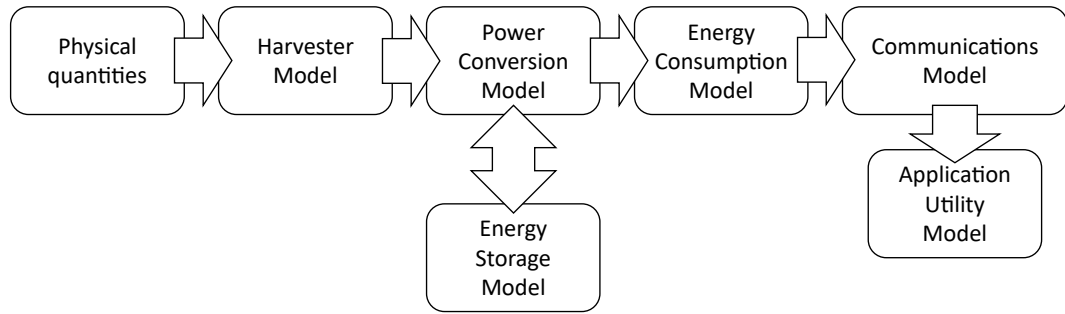 Physical
quantities
Harvester
Model
Power
Conversion
Model
Energy
Consumption
Model
Communications
Model
Energy
Storage
Model
Application
Utility
Model